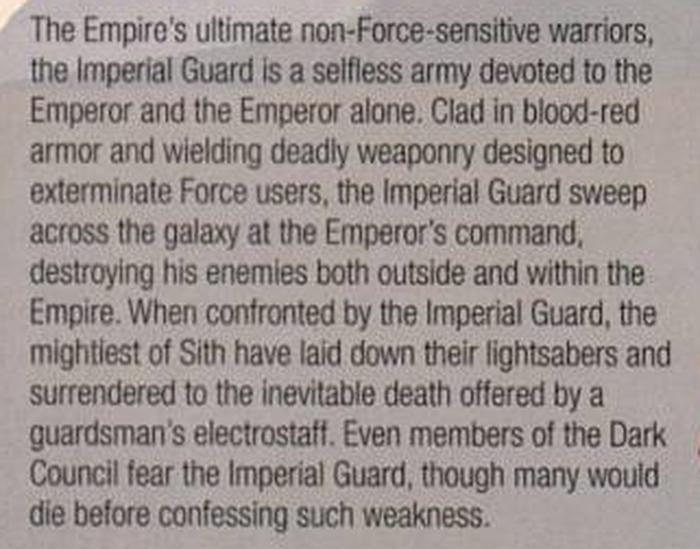 The Empire's ultimate non-Force-sensitive warriors,
the Imperial Guard is a selfless army devoted to the
Emperor and the Emperor alone. Clad in blood-red
armor and wielding deadly weaponry designed to
exterminate Force users, the Imperial Guard sweep
across the galaxy at the Emperor's command,
destroying his enemies both outside and within the
Empire. When confronted by the Imperial Guard, the
mightiest of Sith have laid down their lightsabers and
surrendered to the inevitable death offered by a
guardsman's electrostaff. Even members of the Dark
Council fear the Imperial Guard, though many would
die before confessing such weakness.